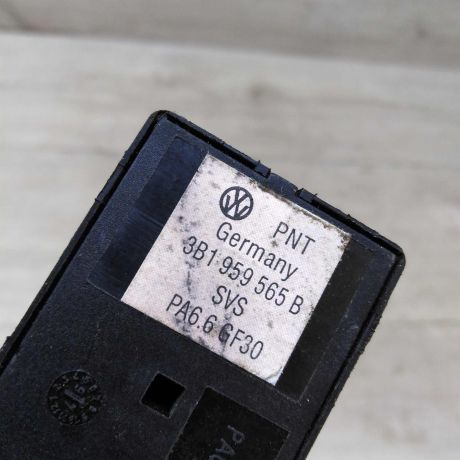 PNT
Germany
3B1 959 565 B
SVS
PA6.6 GF30